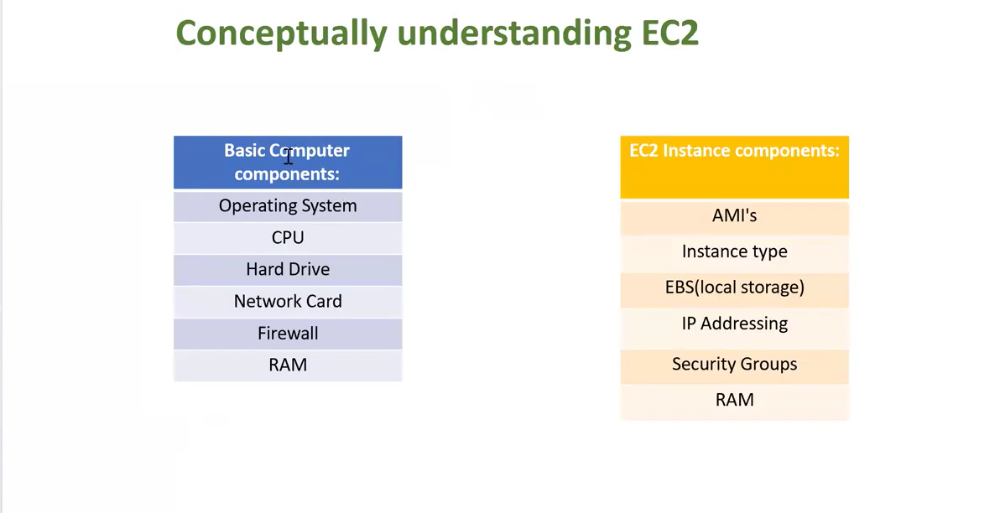 Conceptually understanding EC2
Basic Computer
components:
Operating System
CPU
Hard Drive
Network Card
Firewall
RAM
EC2 Instance components:
AMI's
Instance type
EBS(local storage)
IP Addressing
Security Groups
RAM